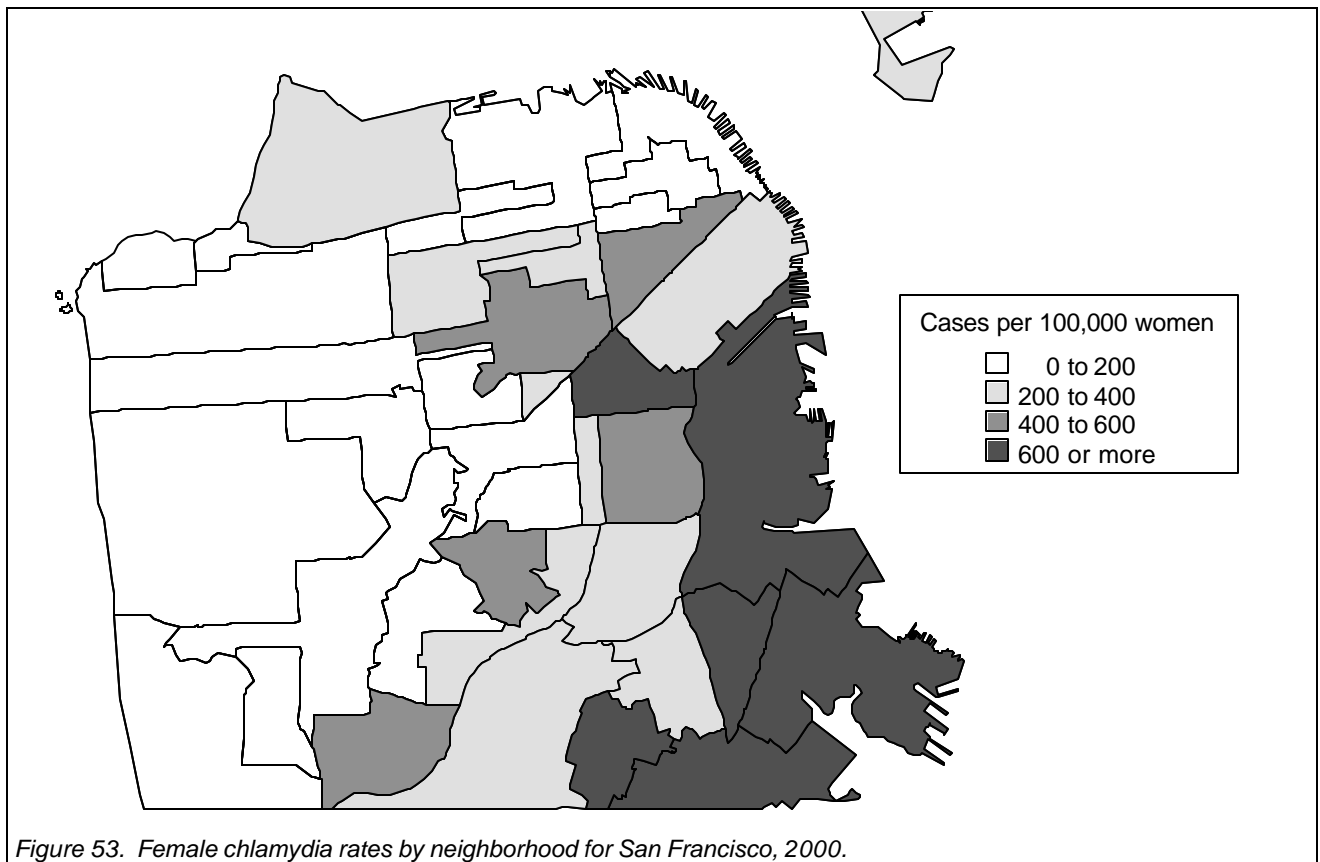 Cases per 100,000 women
0 to 200
200 to 400
400 to 600
600 or more
Figure 53. Female chlamydia rates by neighborhood for San Francisco, 2000.